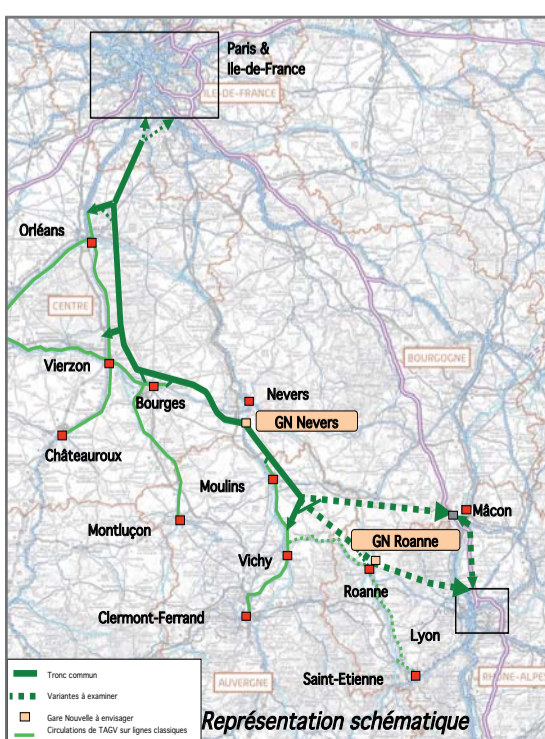 Paris &
Ile-de-France
ILE-DE-FRANCE
Orléans
CENTRE
BOURGOGNE
Vierzon
Bourges
Nevers
GN Nevers
Châteauroux
Moulins
Mâcon
Montluçon
GN Roanne
Vichy
Roanne
Clermont-Ferrand
Lyon
Saint-Etienne
AUVERGNE
RHONE-ALPES
Tronc commun
Variantes à examiner
Gare Nouvelle à envisager
Circulations de TAGV sur lignes classiques
Représentation schématique